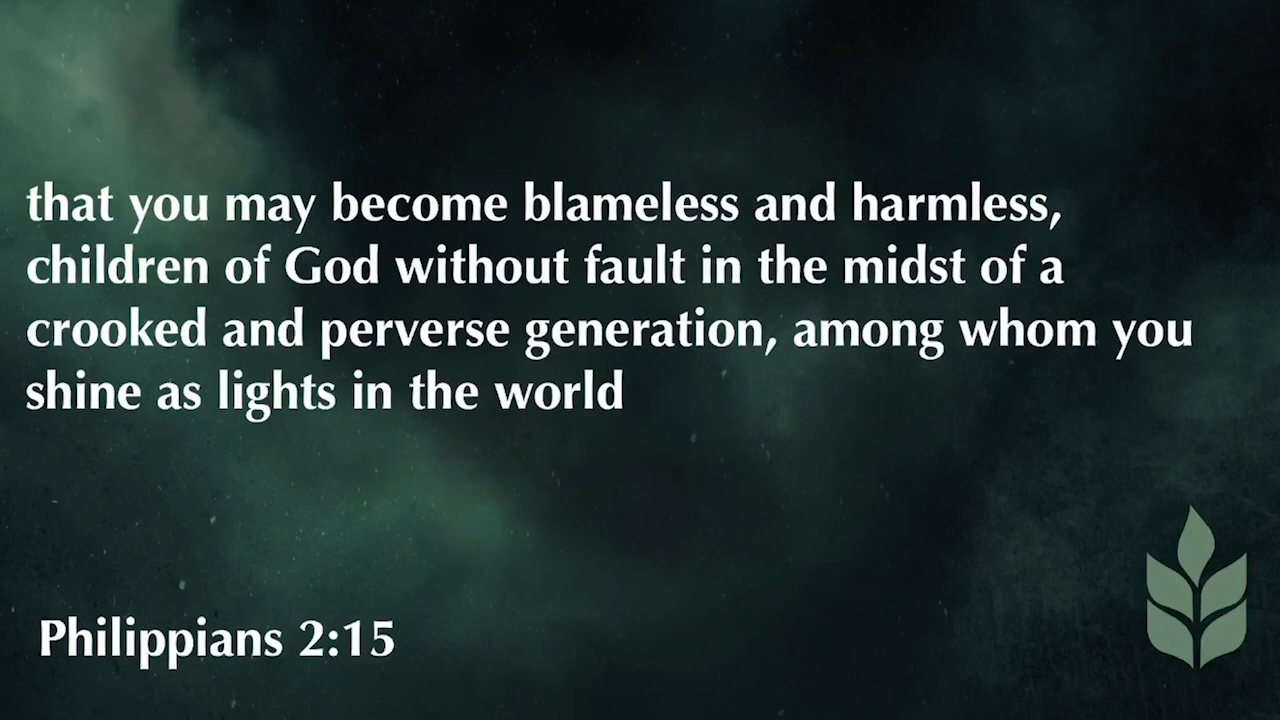 that you may become blameless and harmless,
children of God without fault in the midst of a
crooked and perverse generation, among whom you
shine as lights in the world
Philippians 2:15